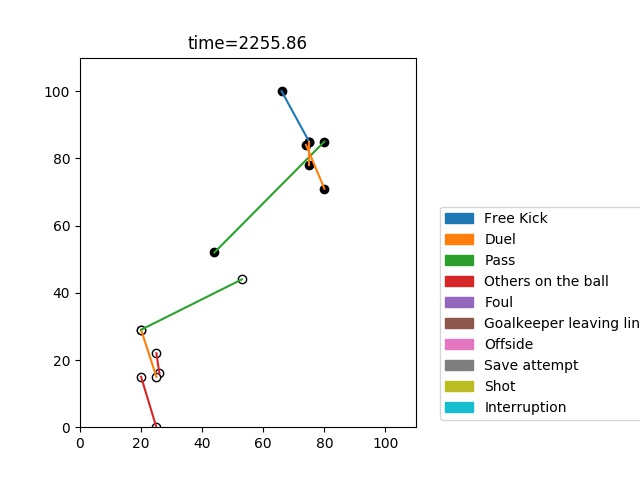 time=2255.86
100
80
60
40
20
0
0 20 40 60 80 100
Free Kick
Duel
Pass
Others on the ball
Foul
Goalkeeper leaving lin
Offside
Save attempt
Shot
Interruption